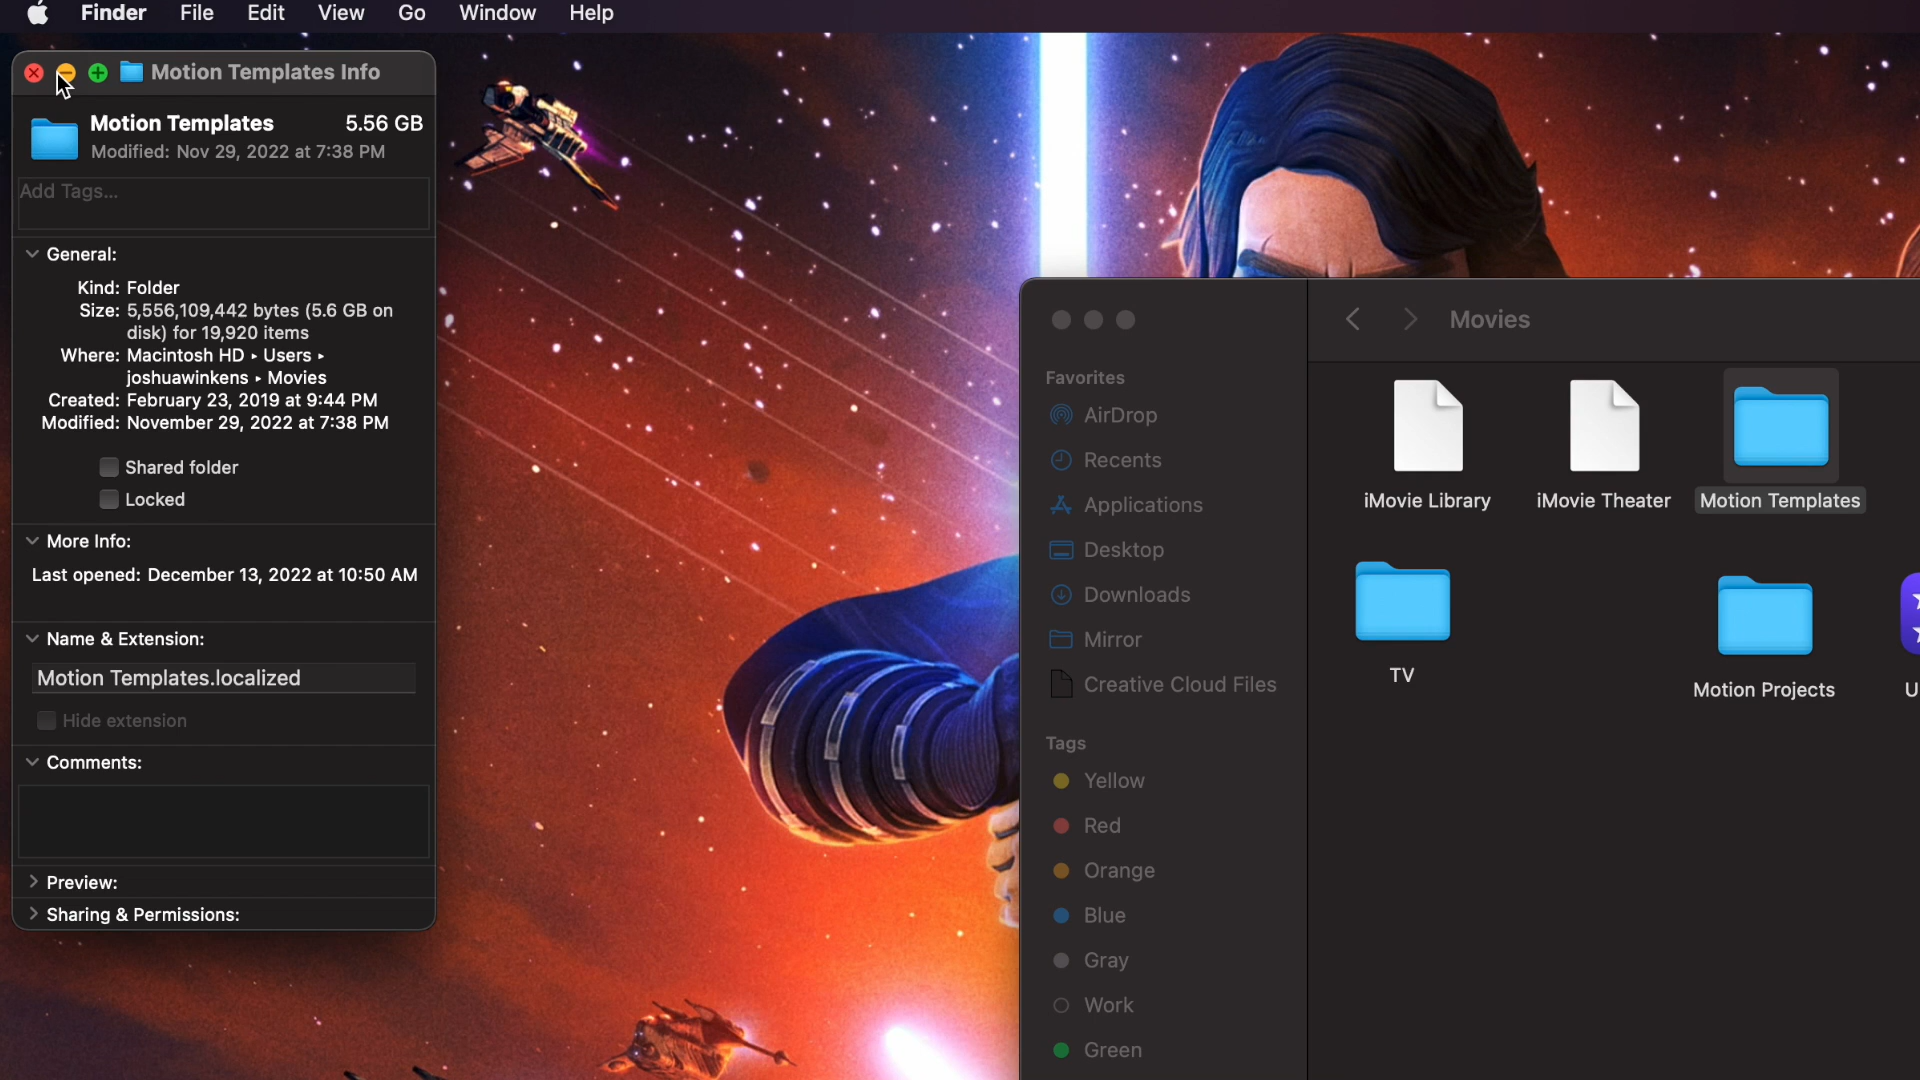 Finder File Edit View Go Window Help
Motion Templates Info
Motion Templates 5.56 GB
Modified: Nov 29, 2022 at 7:38 PM
Add Tags...
General:
Kind: Folder
Size: 5,556,109,442 bytes (5.6 GB on
disk) for 19,920 items
Where: Macintosh HD ▸ Users ▸
joshuawinkens ▸ Movies
Created: February 23, 2019 at 9:44 PM
Modified: November 29, 2022 at 7:38 PM
Shared folder
Locked
More Info:
Last opened: December 13, 2022 at 10:50 AM
Name & Extension:
Motion Templates.localized
Hide extension
Comments:
Preview:
Sharing & Permissions:
Movies
Favorites
AirDrop
Recents
Applications
Desktop
Downloads
Mirror
Creative Cloud Files
Tags
Yellow
Red
Orange
Blue
Gray
Work
Green
iMovie Library iMovie Theater Motion Templates
TV
Motion Projects